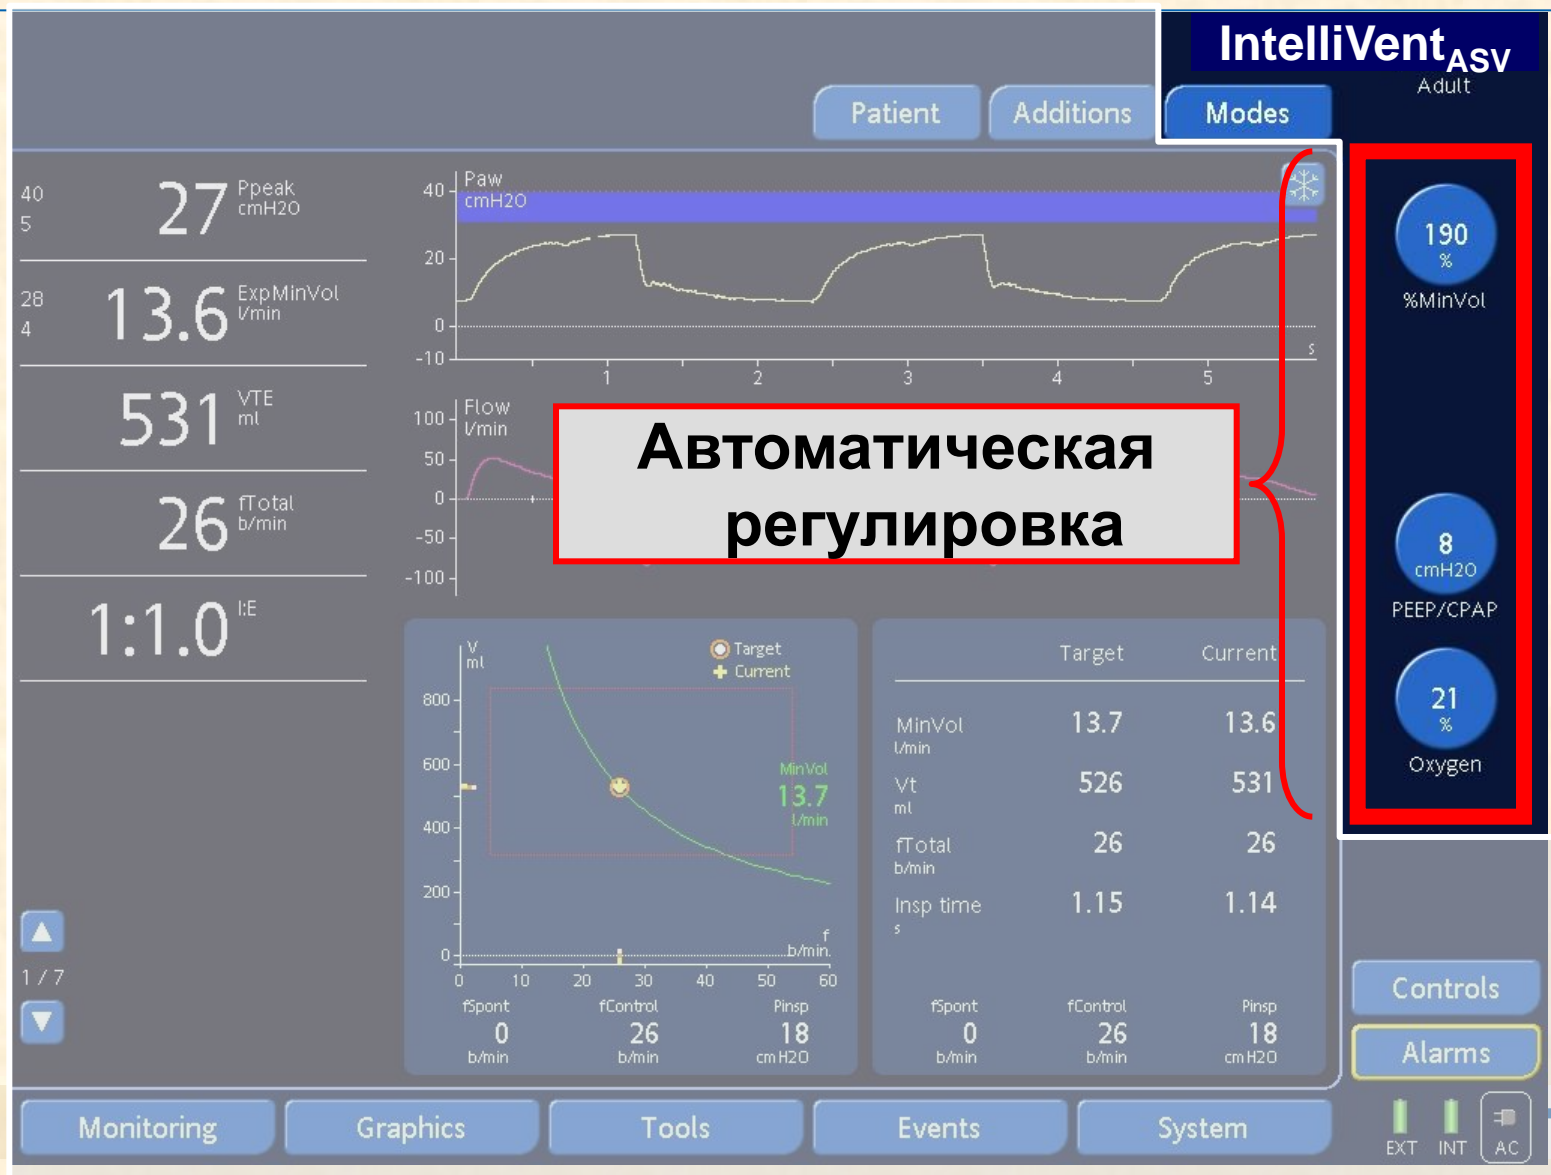 IntelliVentASV
Adult
Patient
Additions
Modes
40
5
27
Ppeak
cmH2O
28
4
13.6
ExpMinVol
l/min
531
VTE
ml
26
fTotal
b/min
1:1.0
I:E
1 / 7
Paw
cmH2O
40
20
0
-10
s
1 2 3 4 5
Flow
l/min
100
50
0
-50
-100
Автоматическая
регулировка
V
ml
Target
Current
800
600
400
200
0
MinVol
13.7
l/min
f
b/min
0 10 20 30 40 50 60
fSpont fControl Pinsp
0 26 18
b/min b/min cmH2O
Target Current
MinVol 13.7 13.6
l/min
Vt 526 531
ml
fTotal 26 26
b/min
Insp time 1.15 1.14
s
fSpont fControl Pinsp
0 26 18
b/min b/min cmH2O
190
%
%MinVol
8
cmH2O
PEEP/CPAP
21
%
Oxygen
Controls
Alarms
Monitoring
Graphics
Tools
Events
System
EXT INT AC